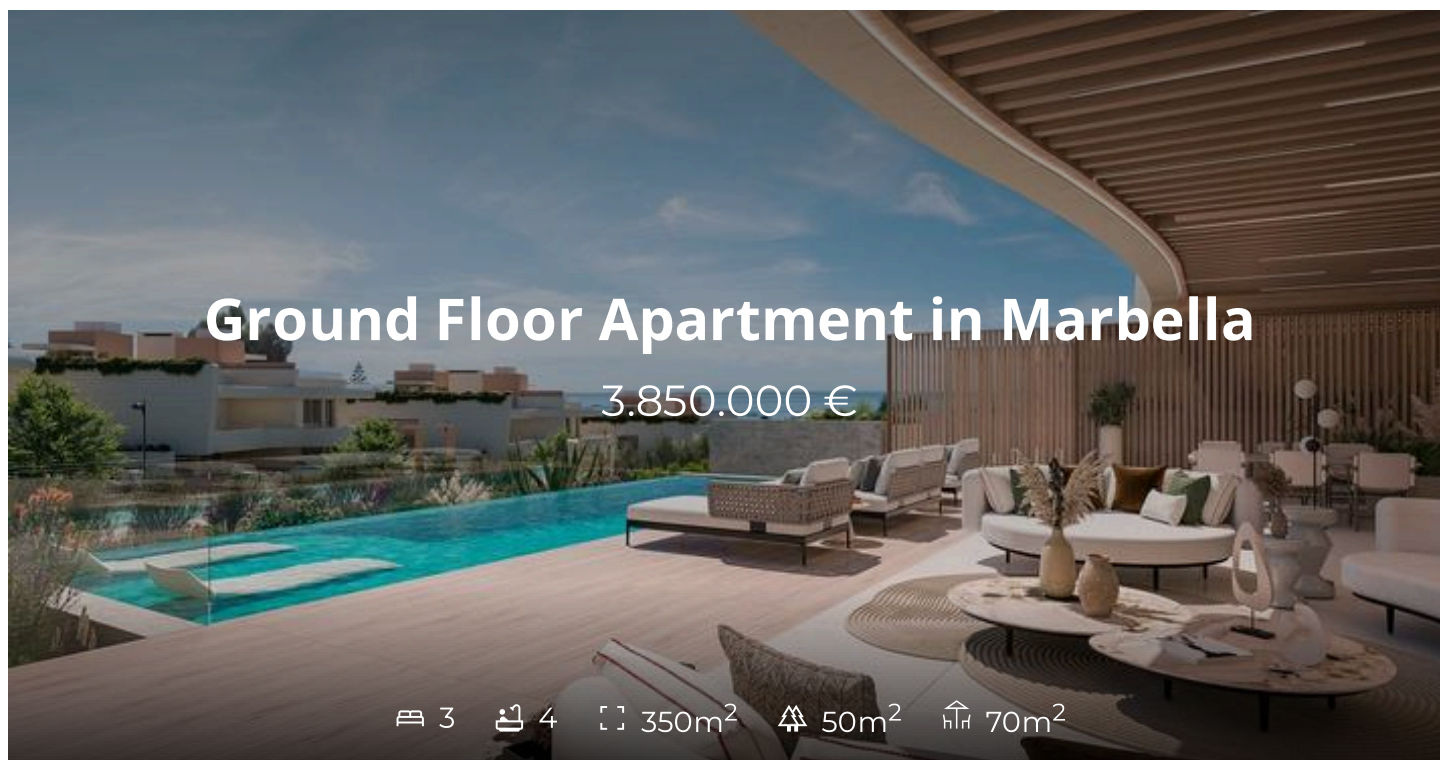 Ground Floor Apartment in Marbella
3.850.000 €
3 4 350m² 50m² 70m²